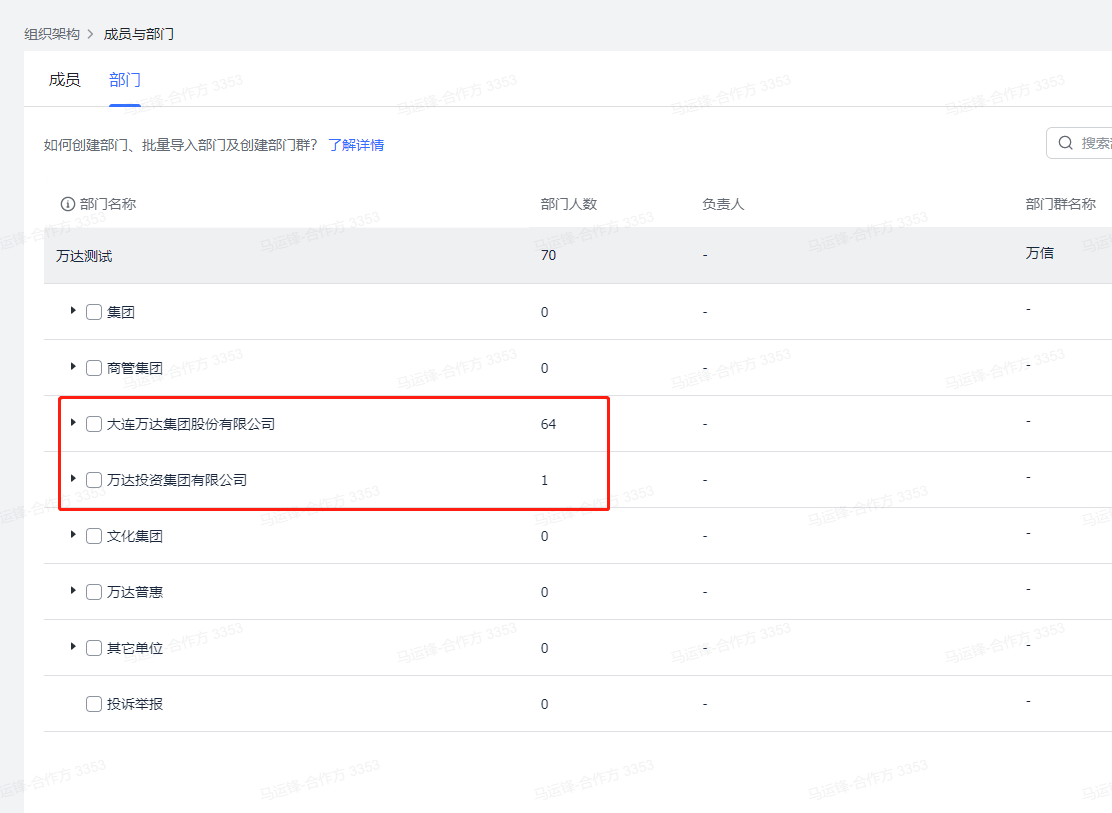 组织架构 > 成员与部门
成员 部门
如何创建部门、批量导入部门及创建部门群? 了解详情
搜索
部门名称 部门人数 负责人 部门群名称
万达测试 70 - 万信
集团 0 - -
商管集团 0 - -
大连万达集团股份有限公司 64 - -
万达投资集团有限公司 1 - -
文化集团 0 - -
万达普惠 0 - -
其它单位 0 - -
投诉举报 0 - -
马运锋-合作方 3353